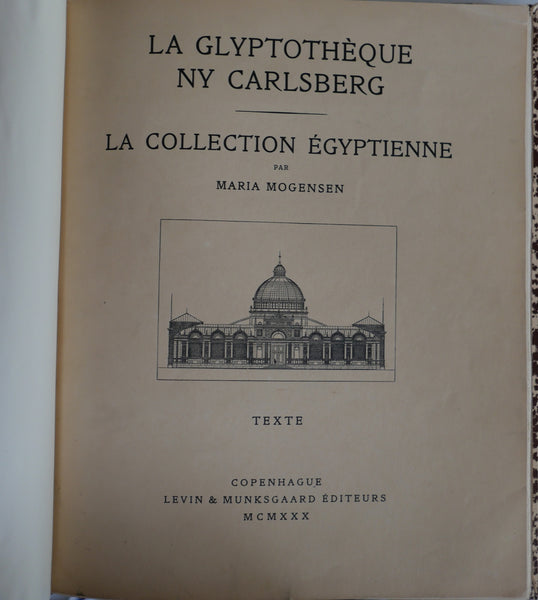 LA GLYPTOTHÈQUE
NY CARLSBERG
LA COLLECTION ÉGYPTIENNE
PAR
MARIA MOGENSEN
TEXTE
COPENHAGUE
LEVIN & MUNKSGAARD ÉDITEURS
MCMXXX